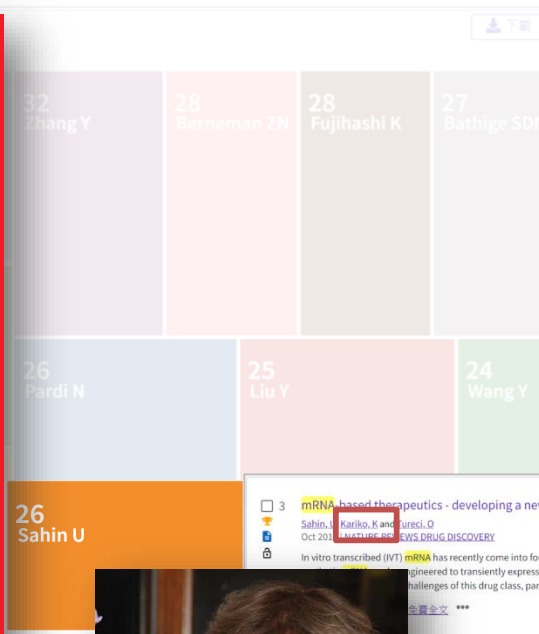 下載
32
Zhang Y
28
Berneman ZN
28
Fujihashi K
27
Bathige SD
26
Pardi N
25
Liu Y
24
Wang Y
26
Sahin U
3 mRNA-based therapeutics - developing a ne
Sahin, U Kariko, K and Tureci, O
Oct 201 NATURE REVIEWS DRUG DISCOVERY
In vitro transcribed (IVT) mRNA has recently come into fo
gineered to transiently express
hallenges of this drug class, par
免費全文 •••